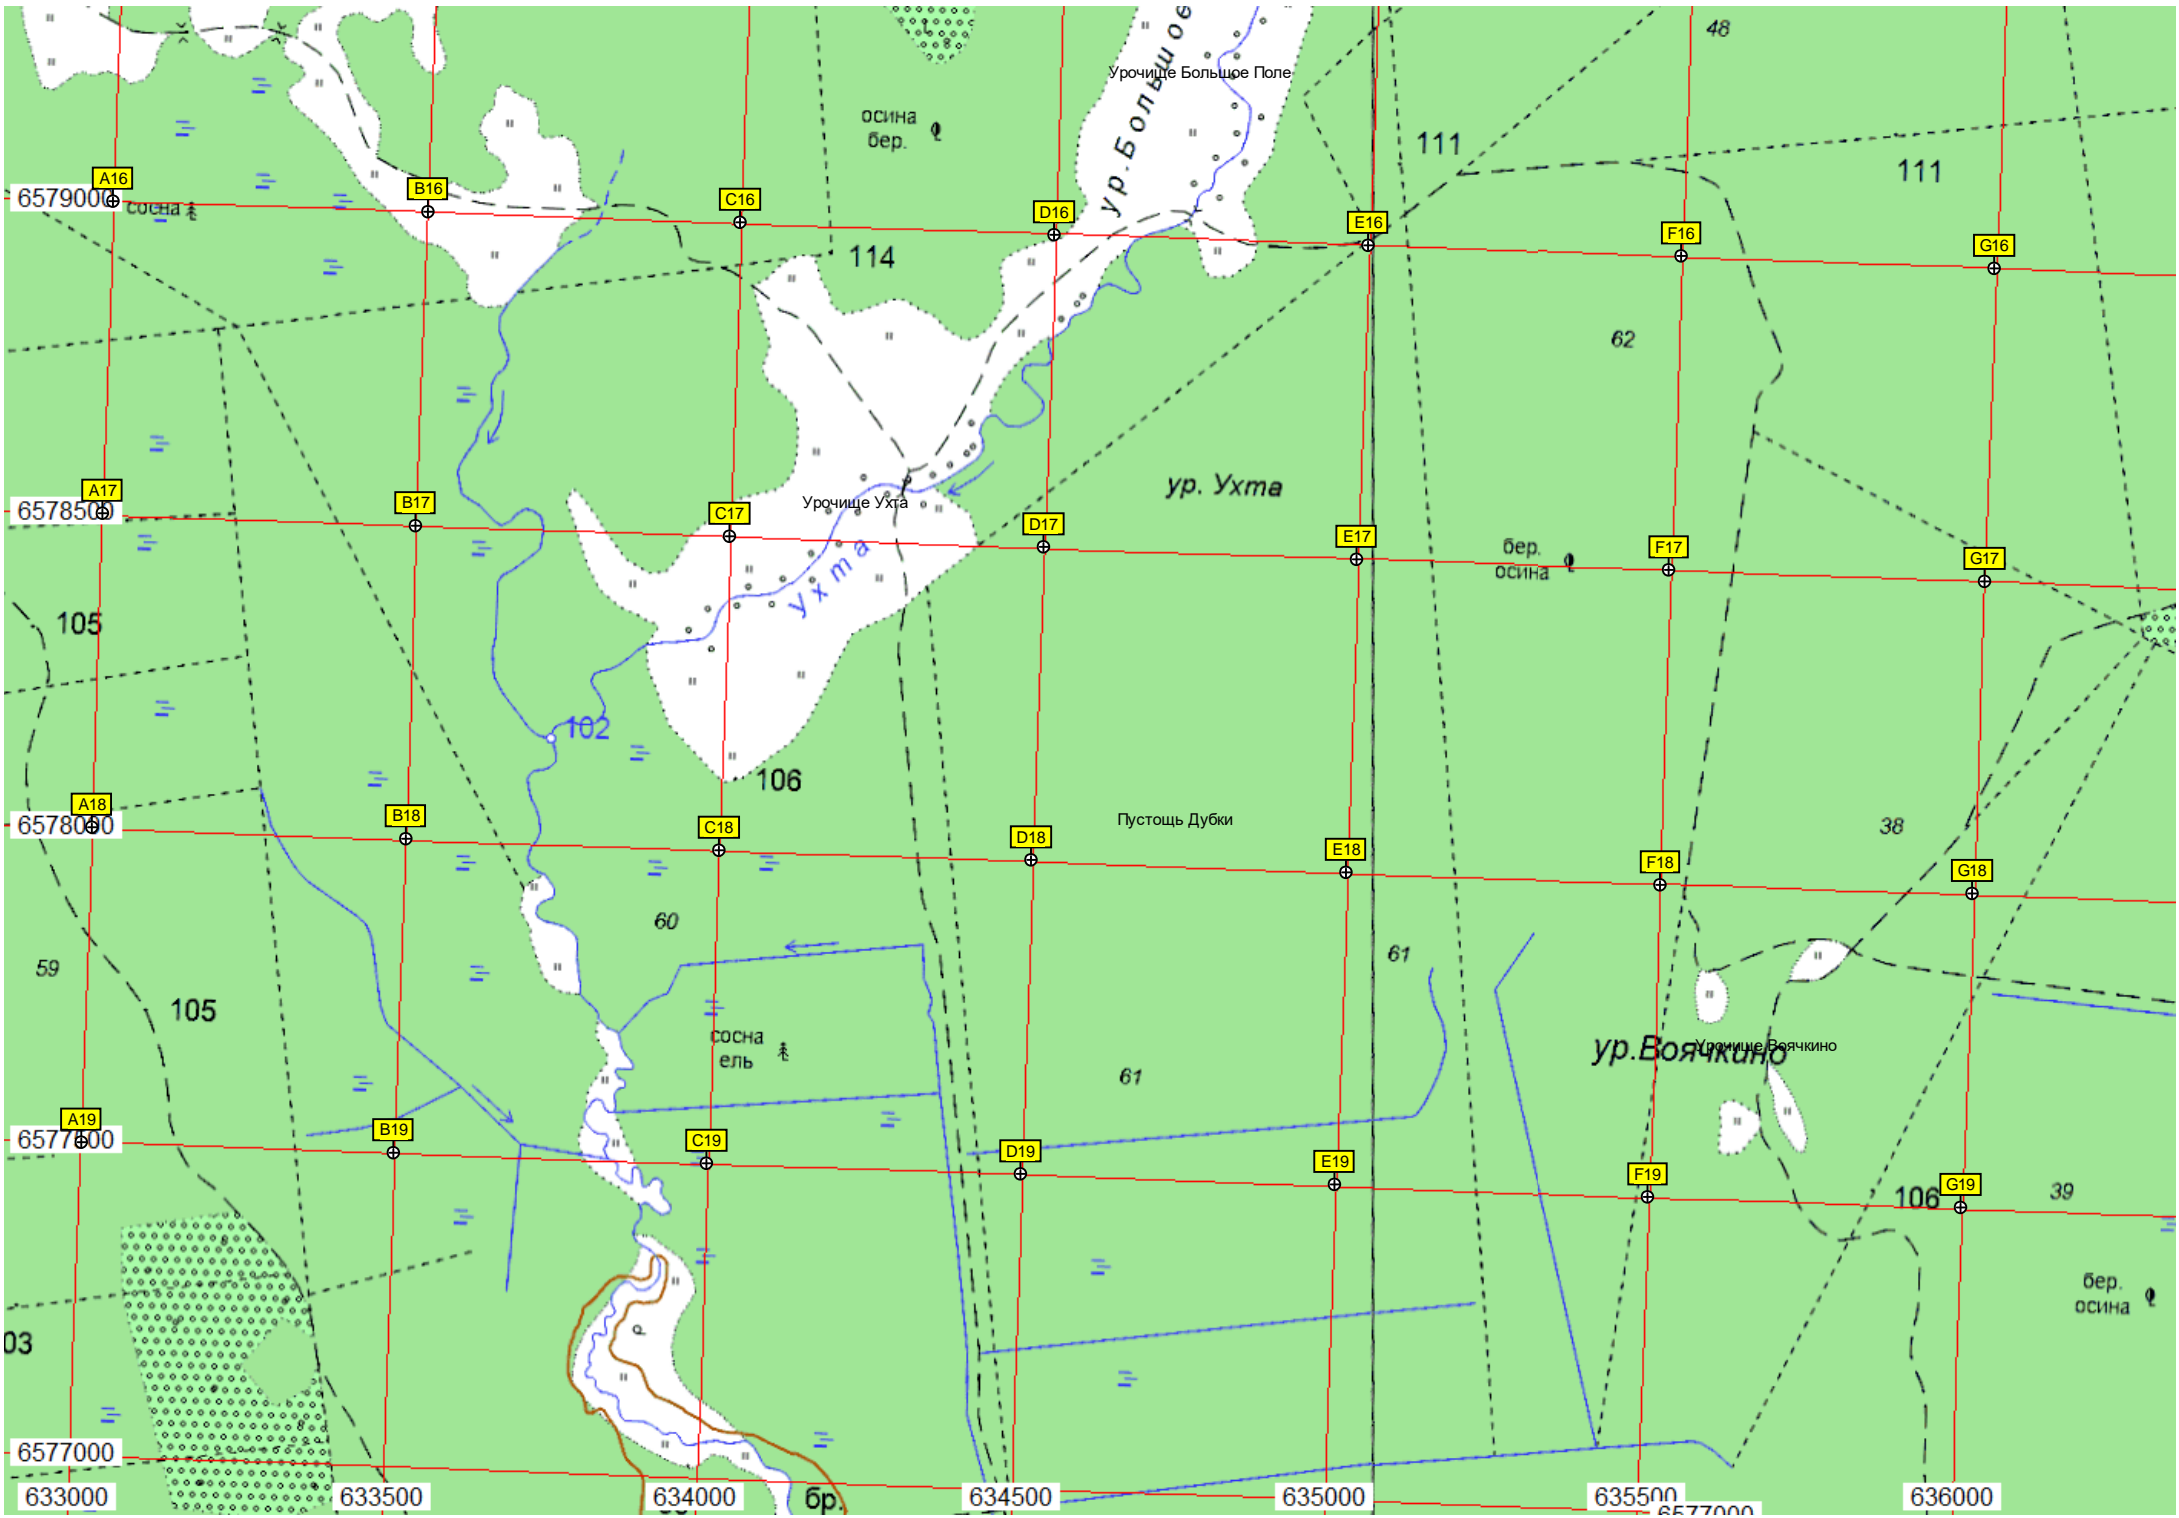 48
Урочище Большое Поле
ур.Большое
осина
бер.
111
111
A16
B16
C16
D16
E16
F16
G16
6579000
сосна
114
62
A17
B17
C17
D17
E17
F17
G17
6578500
ур. Ухта
Урочище Ухта
Ухта
бер.
осина
105
102
106
A18
B18
C18
D18
E18
F18
G18
6578000
Пустошь Дубки
38
60
59
61
105
сосна
ель
61
ур.Воячкино
Урочище Воячкино
A19
B19
C19
D19
E19
F19
G19
106
39
бер.
осина
03
р
6577000
633000
633500
634000
634500
635000
635500
636000
бр.
6577000